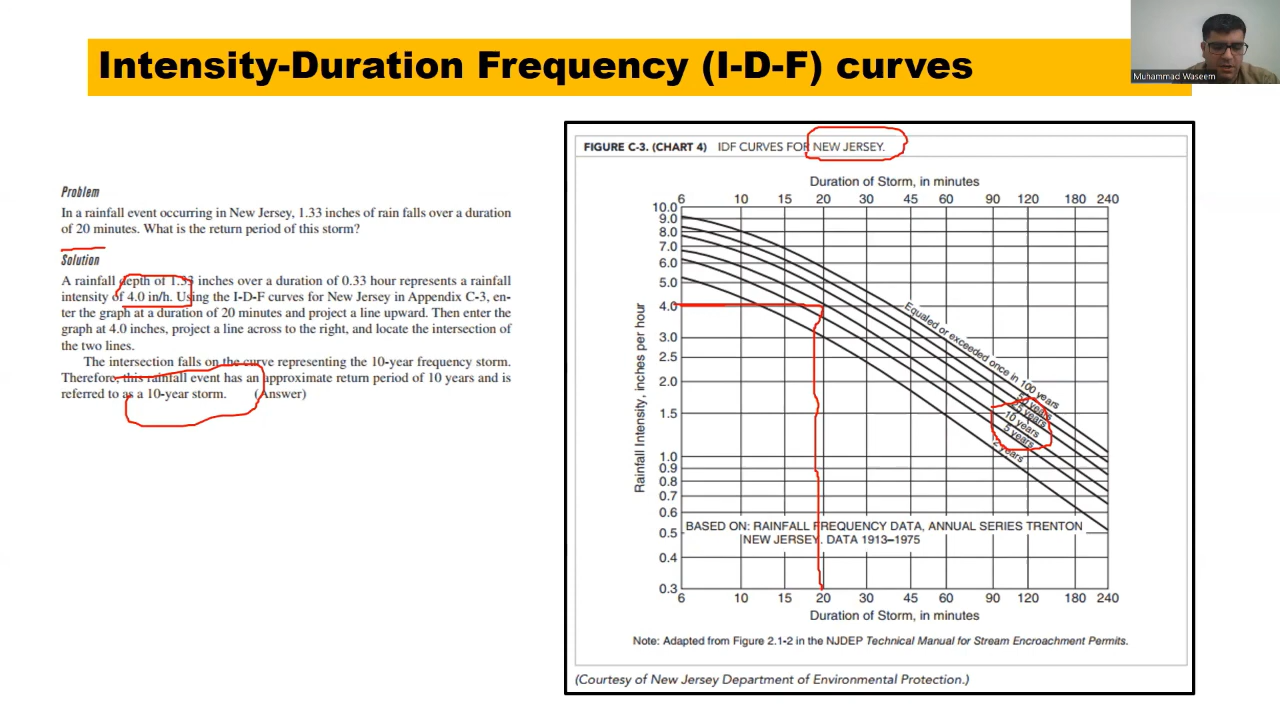 Intensity-Duration Frequency (I-D-F) curves
Muhammad Waseem
Problem
In a rainfall event occurring in New Jersey, 1.33 inches of rain falls over a duration
of 20 minutes. What is the return period of this storm?
Solution
A rainfall depth of 1.33 inches over a duration of 0.33 hour represents a rainfall
intensity of 4.0 in/h. Using the I-D-F curves for New Jersey in Appendix C-3, en-
ter the graph at a duration of 20 minutes and project a line upward. Then enter the
graph at 4.0 inches, project a line across to the right, and locate the intersection of
the two lines.
The intersection falls on the curve representing the 10-year frequency storm.
Therefore, this rainfall event has an approximate return period of 10 years and is
referred to as a 10-year storm. (Answer)
FIGURE C-3. (CHART 4) IDF CURVES FOR NEW JERSEY.
Duration of Storm, in minutes
6 10 15 20 30 45 60 90 120 180 240
10.0
9.0
8.0
7.0
6.0
5.0
4.0
3.0
2.5
2.0
1.5
1.0
0.9
0.8
0.7
0.6
0.5
0.4
0.3
Rainfall Intensity, inches per hour
Equaled or exceeded once in 100 years
50 years
25 years
10 years
5 years
2 years
BASED ON: RAINFALL FREQUENCY DATA, ANNUAL SERIES TRENTON
NEW JERSEY. DATA 1913–1975
6 10 15 20 30 45 60 90 120 180 240
Duration of Storm, in minutes
Note: Adapted from Figure 2.1-2 in the NJDEP Technical Manual for Stream Encroachment Permits.
(Courtesy of New Jersey Department of Environmental Protection.)